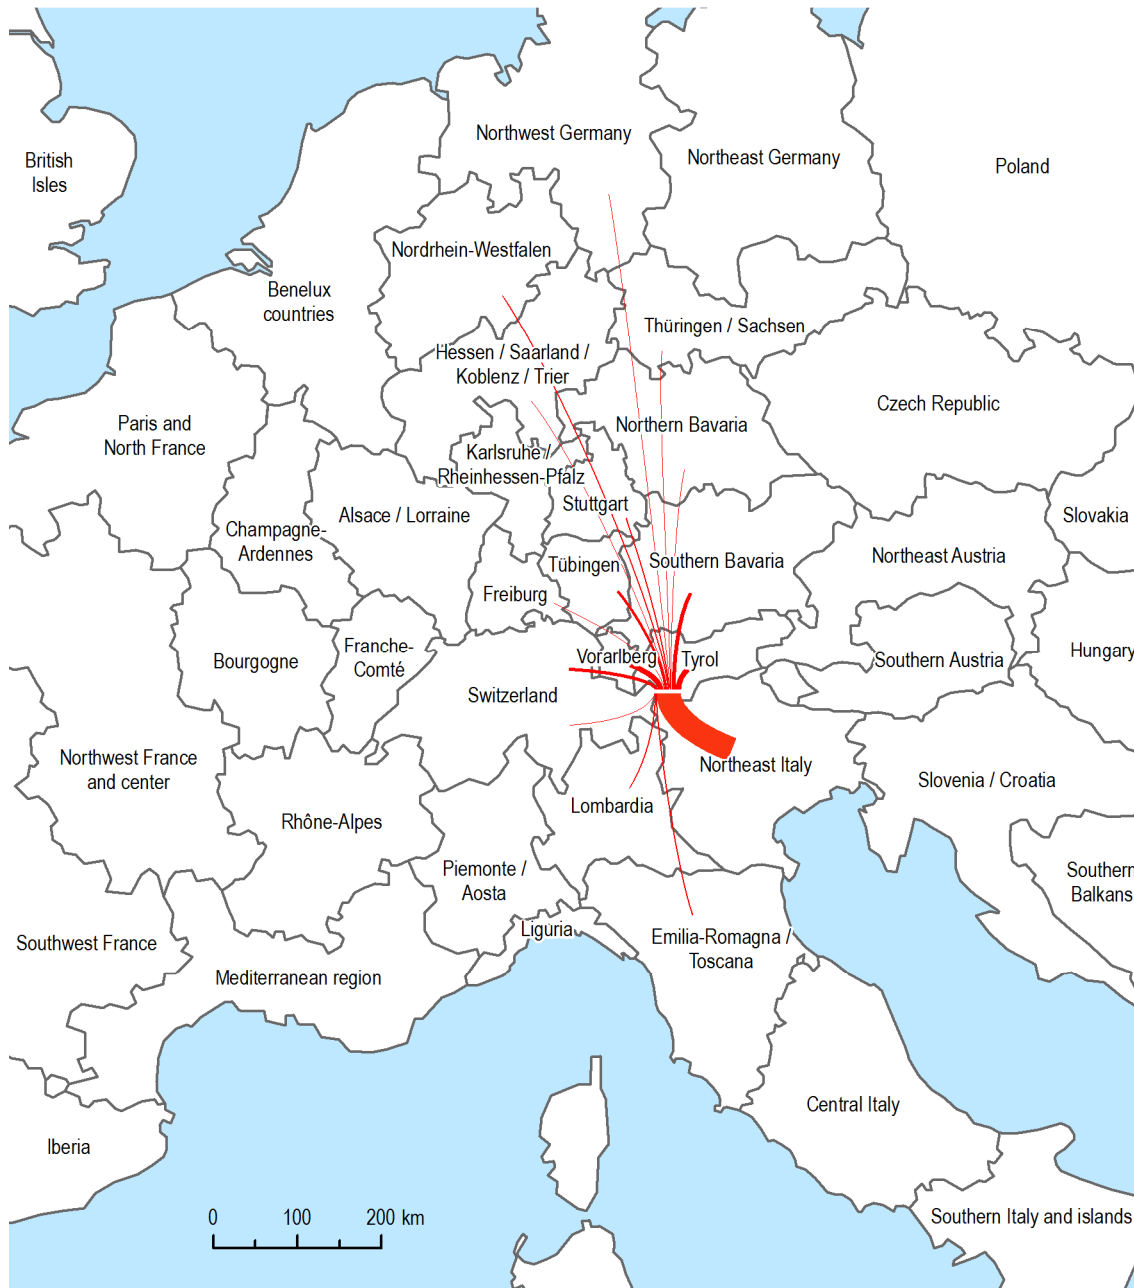 Northwest Germany
Northeast Germany
British
Isles
Poland
Nordrhein-Westfalen
Benelux
countries
Thüringen / Sachsen
Hessen / Saarland /
Koblenz / Trier
Czech Republic
Paris and
North France
Northern Bavaria
Karlsruhe /
Rheinhessen-Pfalz
Stuttgart
Alsace / Lorraine
Slovakia
Champagne-
Ardennes
Northeast Austria
Tübingen
Southern Bavaria
Freiburg
Franche-
Comté
Bourgogne
Vorarlberg
Tyrol
Southern Austria
Hungary
Switzerland
Northwest France
and center
Northeast Italy
Slovenia / Croatia
Lombardia
Rhône-Alpes
Piemonte /
Aosta
Southern
Balkans
Liguria
Southwest France
Emilia-Romagna /
Toscana
Mediterranean region
Central Italy
Iberia
0 100 200 km
Southern Italy and islands